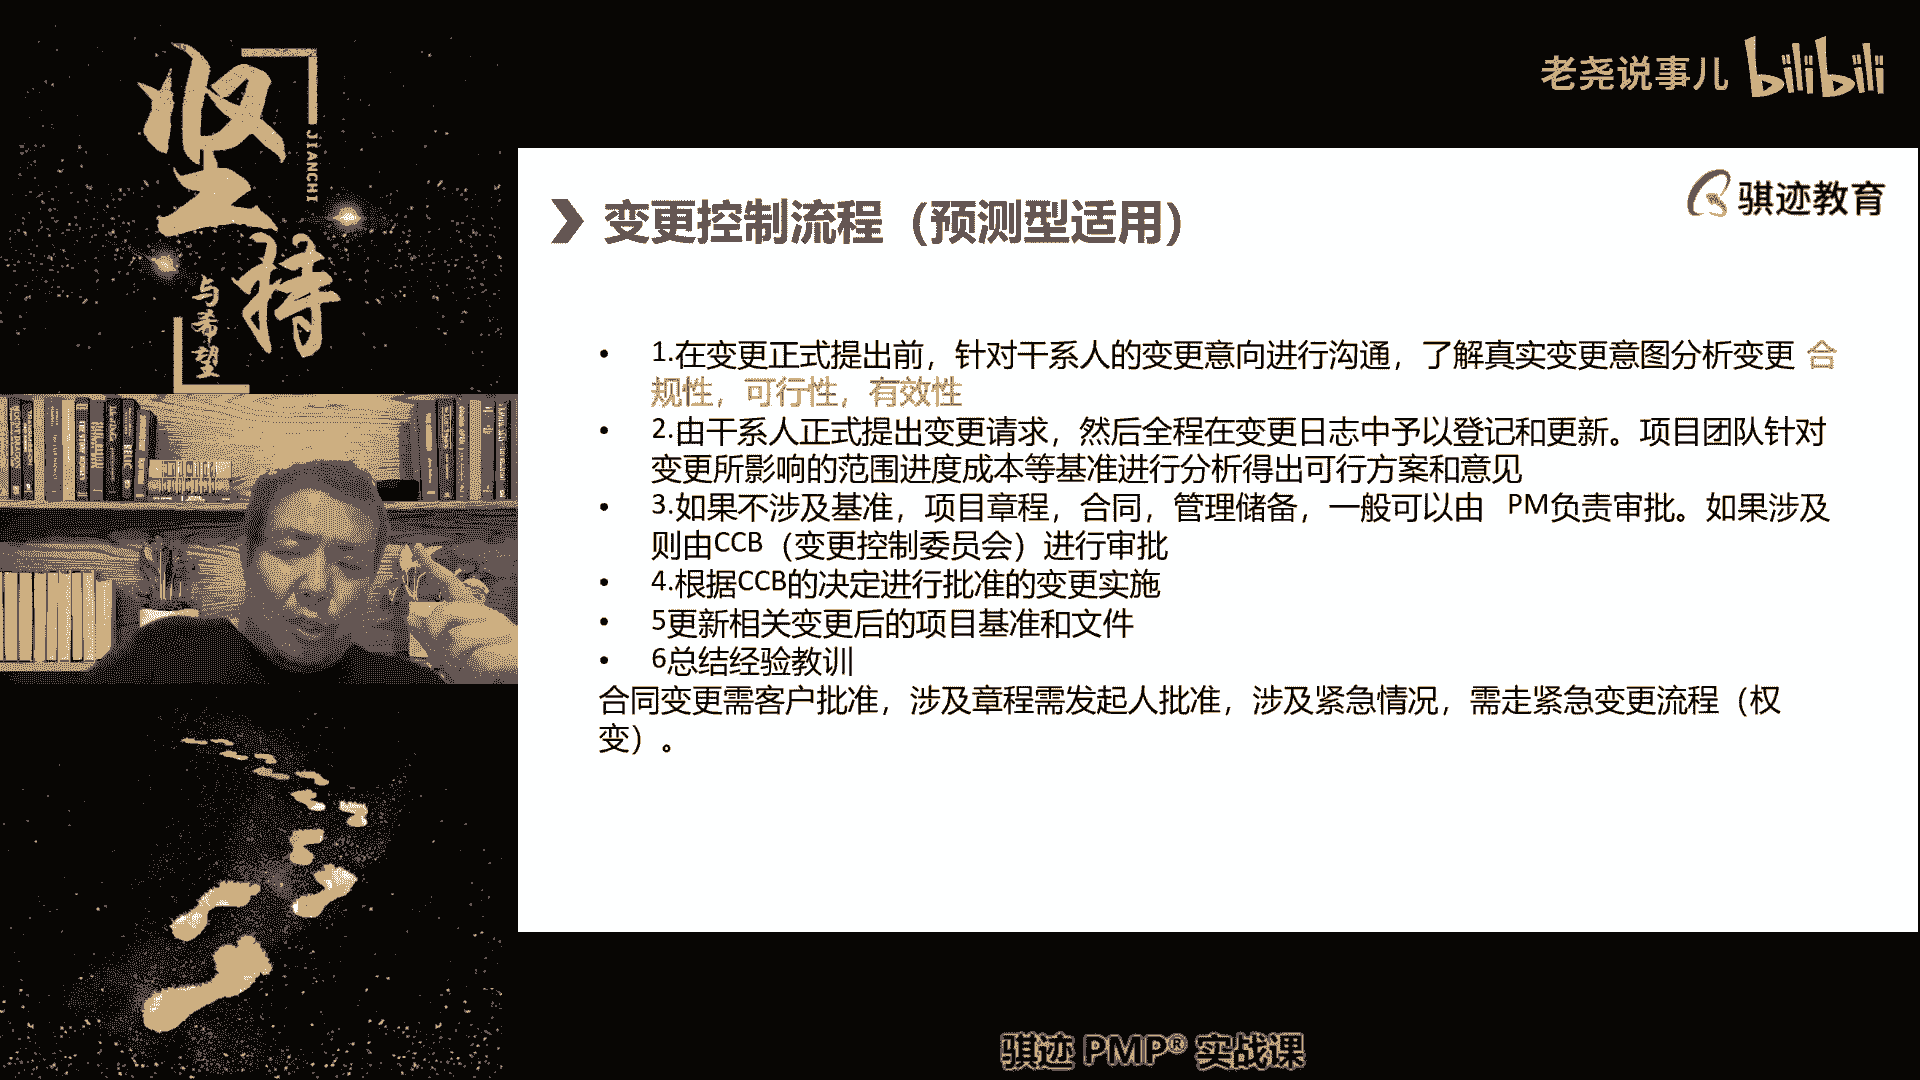 坚持
JIANCHI
与希望
老尧说事儿 bilibili
骐迹教育
变更控制流程（预测型适用）
• 1.在变更正式提出前，针对干系人的变更意向进行沟通，了解真实变更意图分析变更 合
规性，可行性，有效性
• 2.由干系人正式提出变更请求，然后全程在变更日志中予以登记和更新。项目团队针对
变更所影响的范围进度成本等基准进行分析得出可行方案和意见
• 3.如果不涉及基准，项目章程，合同，管理储备，一般可以由 PM负责审批。如果涉及
则由CCB（变更控制委员会）进行审批
• 4.根据CCB的决定进行批准的变更实施
• 5更新相关变更后的项目基准和文件
• 6总结经验教训
合同变更需客户批准，涉及章程需发起人批准，涉及紧急情况，需走紧急变更流程（权
变）。
骐迹 PMP® 实战课